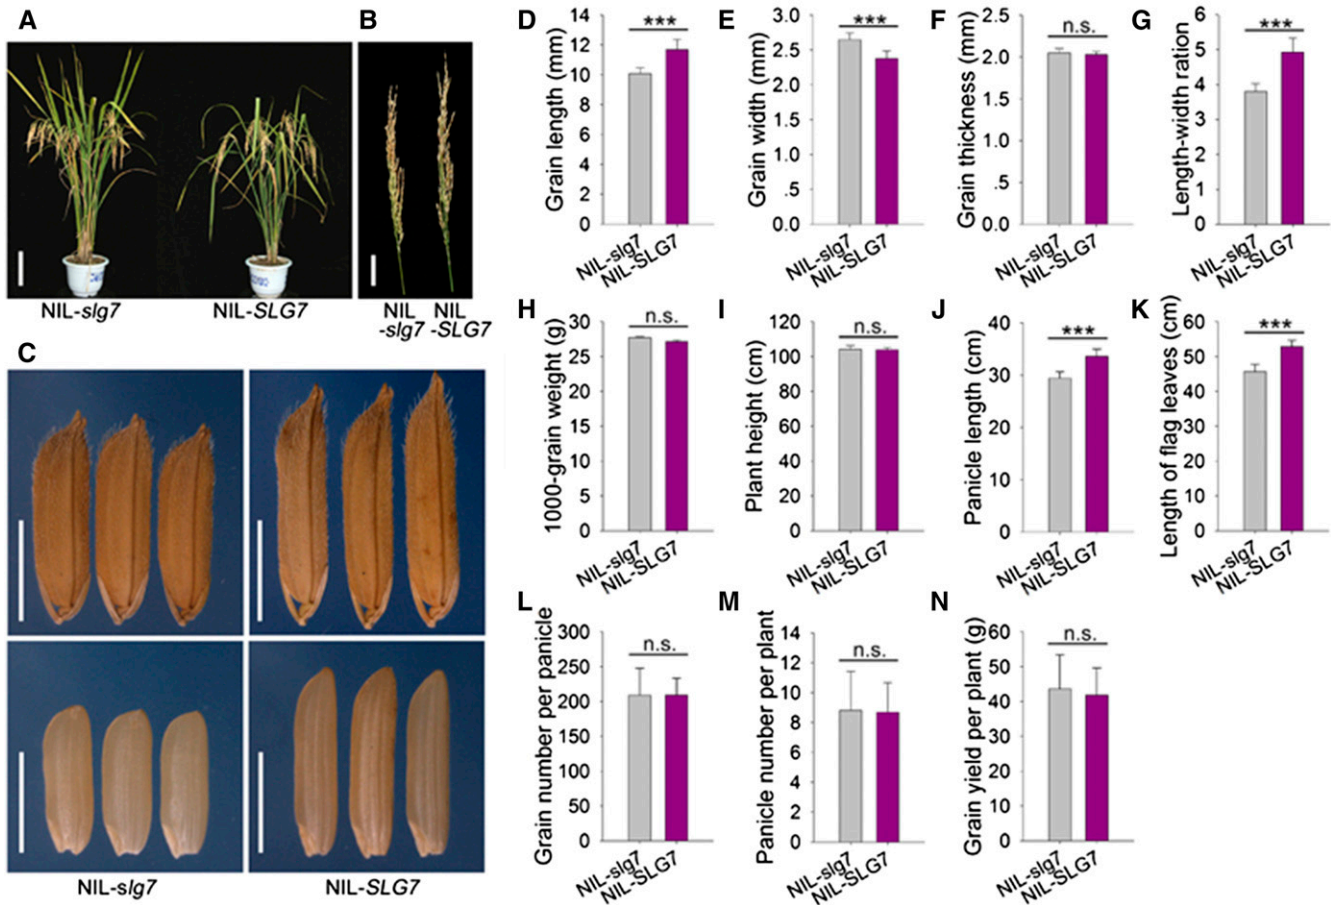 A
B
NIL-slg7
NIL-SLG7
NIL
-slg7
NIL
-SLG7
C
NIL-slg7
NIL-SLG7
D
Grain length (mm)
14
12
10
8
6
4
2
0
***
NIL-slg7
NIL-SLG7
E
Grain width (mm)
3.0
2.5
2.0
1.5
1.0
.5
0.0
***
NIL-slg7
NIL-SLG7
F
Grain thickness (mm)
2.5
2.0
1.5
1.0
.5
0.0
n.s.
NIL-slg7
NIL-SLG7
G
Length-width ration
6
5
4
3
2
1
0
***
NIL-slg7
NIL-SLG7
H
1000-grain weight (g)
30
25
20
15
10
5
0
n.s.
NIL-slg7
NIL-SLG7
I
Plant height (cm)
120
100
80
60
40
20
0
n.s.
NIL-slg7
NIL-SLG7
J
Panicle length (cm)
40
30
20
10
0
***
NIL-slg7
NIL-SLG7
K
Length of flag leaves (cm)
60
50
40
30
20
10
0
***
NIL-slg7
NIL-SLG7
L
Grain number per panicle
300
250
200
150
100
50
0
n.s.
NIL-slg7
NIL-SLG7
M
Panicle number per plant
14
12
10
8
6
4
2
0
n.s.
NIL-slg7
NIL-SLG7
N
Grain yield per plant (g)
60
50
40
30
20
10
0
n.s.
NIL-slg7
NIL-SLG7